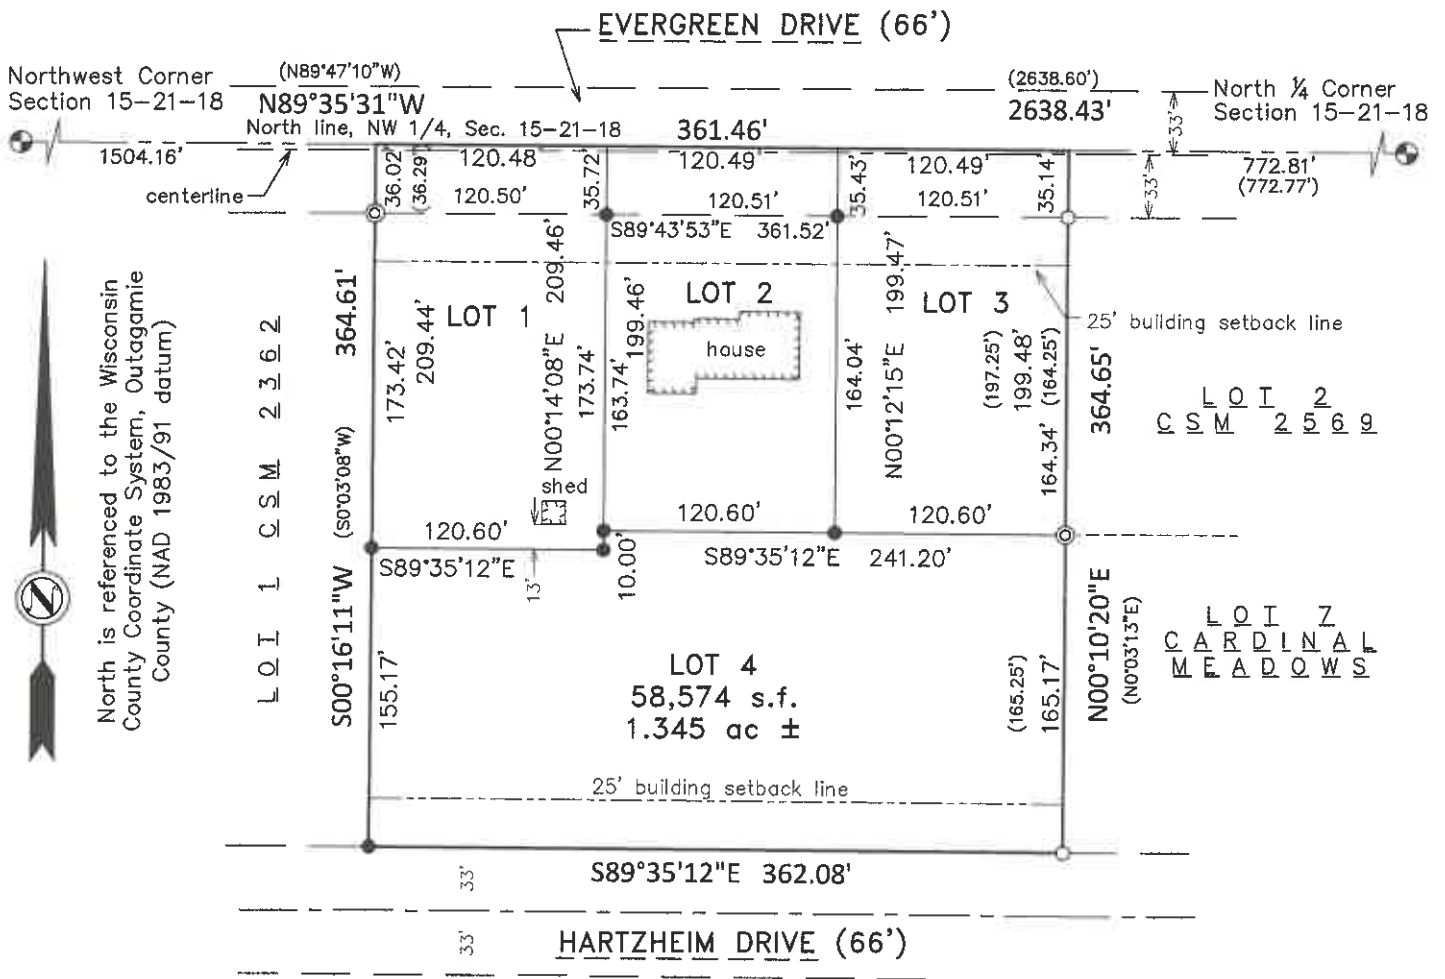 EVERGREEN DRIVE (66')
Northwest Corner
Section 15-21-18
(N89°47'10"W)
N89°35'31"W
North line, NW 1/4, Sec. 15-21-18
361.46'
(2638.60')
2638.43'
North ¼ Corner
Section 15-21-18
33'
33'
1504.16'
centerline
772.81'
(772.77')
36.02'
(36.29')
120.48
35.72'
120.49'
35.43'
120.49'
35.14'
120.50'
120.51'
120.51'
S89°43'53"E 361.52'
LOT 1
LOT 2
LOT 3
house
shed
25' building setback line
364.61'
173.42'
209.44'
N00°14'08"E 209.46'
173.74'
163.74'
199.46'
164.04'
N00°12'15"E 199.47'
(197.25')
199.48'
(164.25')
164.34'
364.65'
LOT 2
CSM 2569
LOT 1 CSM 2362
(S0°03'08"W)
S00°16'11"W
North is referenced to the Wisconsin
County Coordinate System, Outagamie
County (NAD 1983/91 datum)
N
120.60'
S89°35'12"E
13'
10.00'
120.60'
120.60'
S89°35'12"E 241.20'
155.17'
LOT 4
58,574 s.f.
1.345 ac ±
(165.25')
165.17'
N00°10'20"E
(N0°03'13"E)
LOT 7
CARDINAL
MEADOWS
25' building setback line
S89°35'12"E 362.08'
33'
33'
HARTZHEIM DRIVE (66')